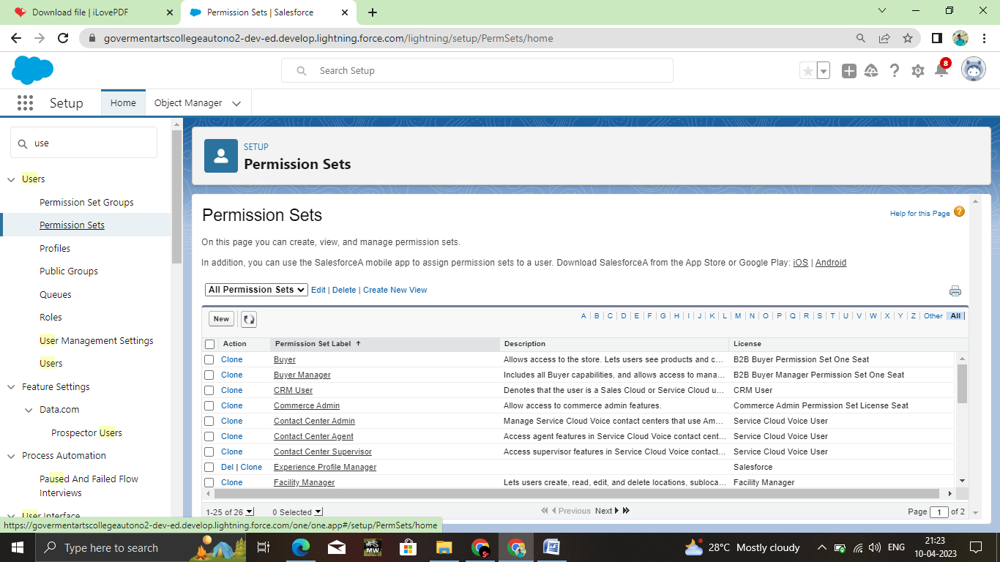 Download file | iLovePDF
Permission Sets | Salesforce
govermentartscollegeautono2-dev-ed.develop.lightning.force.com/lightning/setup/PermSets/home
Search Setup
8
Setup
Home
Object Manager
use
Users
Permission Set Groups
Permission Sets
Profiles
Public Groups
Queues
Roles
User Management Settings
Users
Feature Settings
Data.com
Prospector Users
Process Automation
Paused And Failed Flow
Interviews
User Interface
SETUP
Permission Sets
Permission Sets
Help for this Page ?
On this page you can create, view, and manage permission sets.
In addition, you can use the SalesforceA mobile app to assign permission sets to a user. Download SalesforceA from the App Store or Google Play: iOS | Android
All Permission Sets Edit | Delete | Create New View
New
A | B | C | D | E | F | G | H | I | J | K | L | M | N | O | P | Q | R | S | T | U | V | W | X | Y | Z | Other | All
Action Permission Set Label Description License
Clone Buyer Allows access to the store. Lets users see products and c... B2B Buyer Permission Set One Seat
Clone Buyer Manager Includes all Buyer capabilities, and allows access to mana... B2B Buyer Manager Permission Set One Seat
Clone CRM User Denotes that the user is a Sales Cloud or Service Cloud u... CRM User
Clone Commerce Admin Allow access to commerce admin features. Commerce Admin Permission Set License Seat
Clone Contact Center Admin Manage Service Cloud Voice contact centers that use Am... Service Cloud Voice User
Clone Contact Center Agent Access agent features in Service Cloud Voice contact cent... Service Cloud Voice User
Clone Contact Center Supervisor Access supervisor features in Service Cloud Voice contact... Service Cloud Voice User
Del | Clone Experience Profile Manager Salesforce
Clone Facility Manager Lets users create, read, edit, and delete locations, subloca... Facility Manager
1-25 of 26 0 Selected Previous Next Page 1 of 2
https://govermentartscollegeautono2-dev-ed.develop.lightning.force.com/one/one.app#/setup/PermSets/home
Type here to search
MW
28°C Mostly cloudy
ENG
21:23
10-04-2023